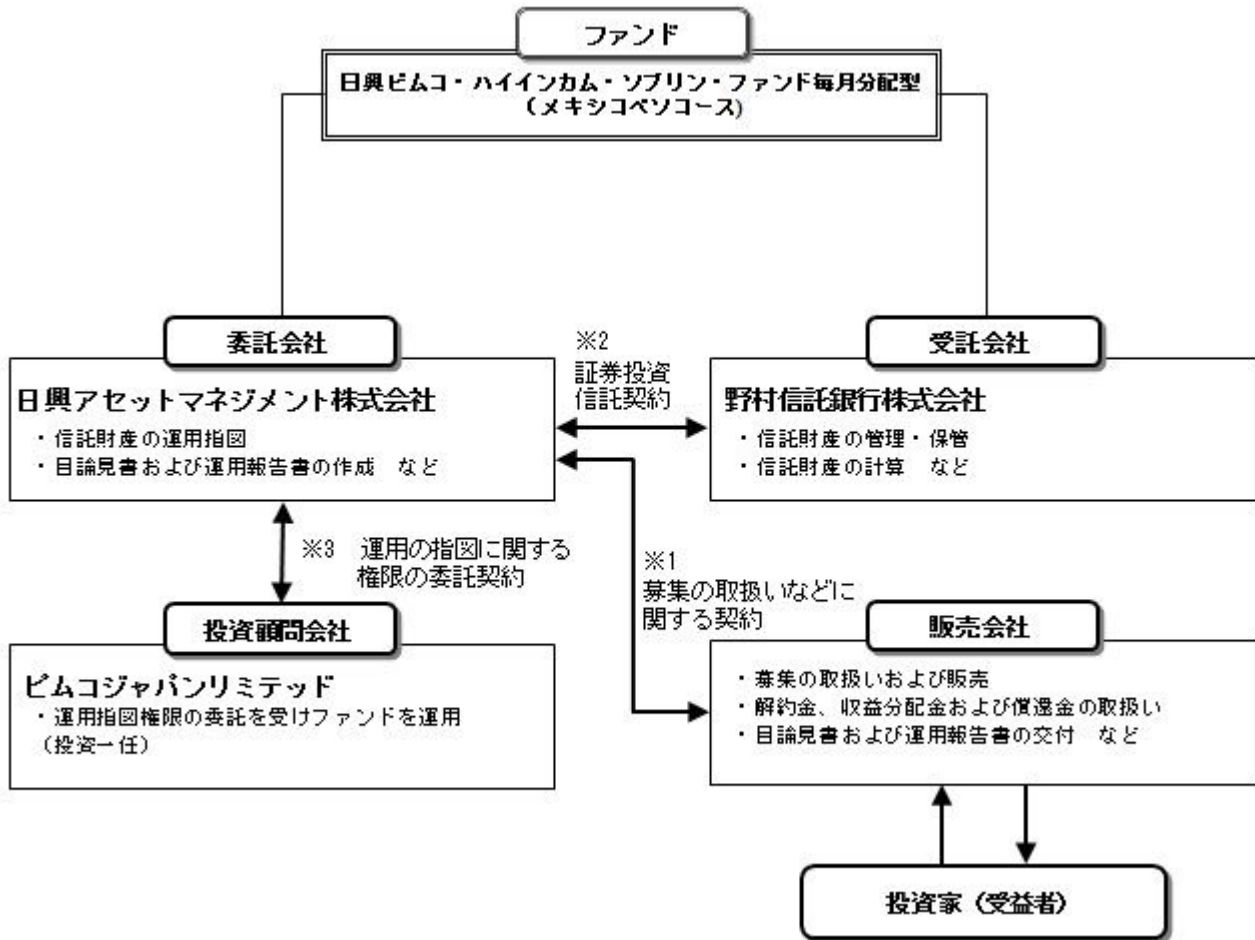 ファンド
日興ピムコ・ハイインカム・ソブリン・ファンド毎月分配型
(メキシコペソコース)
委託会社
日興アセットマネジメント株式会社
・信託財産の運用指図
・目論見書および運用報告書の作成 など
※2
証券投資
信託契約
受託会社
野村信託銀行株式会社
・信託財産の管理・保管
・信託財産の計算 など
※3 運用の指図に関する
権限の委託契約
※1
募集の取扱いなどに
関する契約
投資顧問会社
ピムコジャパンリミテッド
・運用指図権限の委託を受けファンドを運用
(投資一任)
販売会社
・募集の取扱いおよび販売
・解約金、収益分配金および償還金の取扱い
・目論見書および運用報告書の交付 など
投資家(受益者)